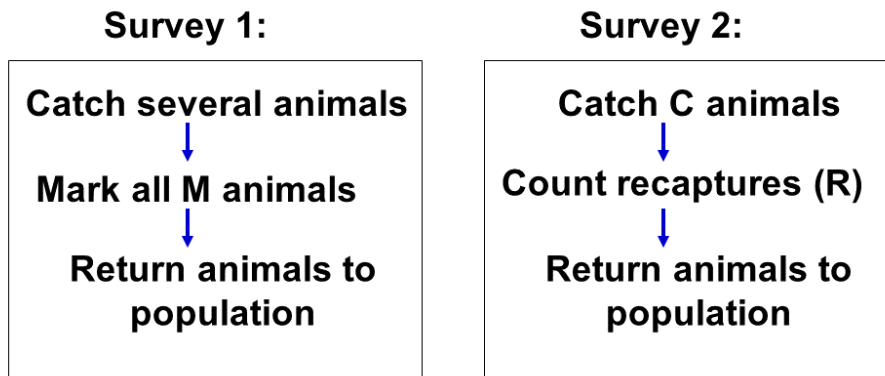 Survey 1:
Catch several animals
Mark all M animals
Return animals to
population
Survey 2:
Catch C animals
Count recaptures (R)
Return animals to
population